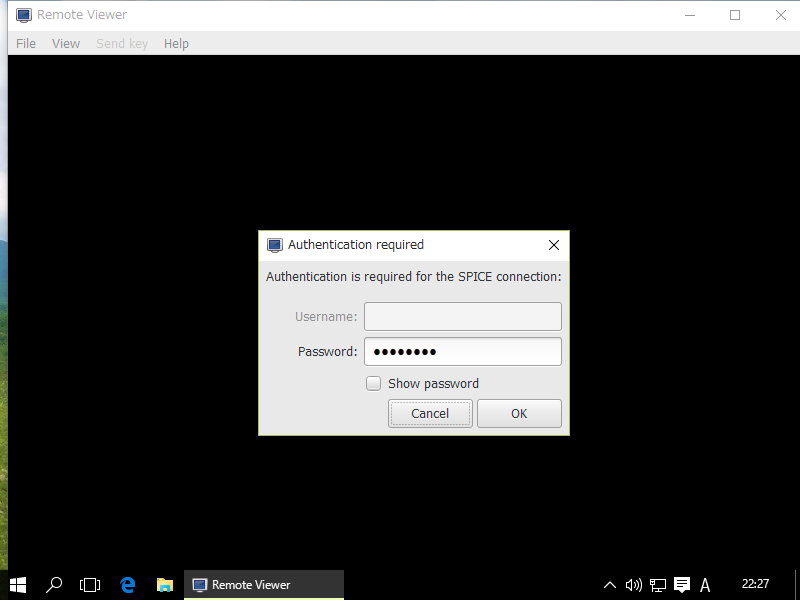 Remote Viewer
File View Send key Help
Authentication required
Authentication is required for the SPICE connection:
Username:
Password: ●●●●●●●●
Show password
Cancel OK
Remote Viewer
A
22:27